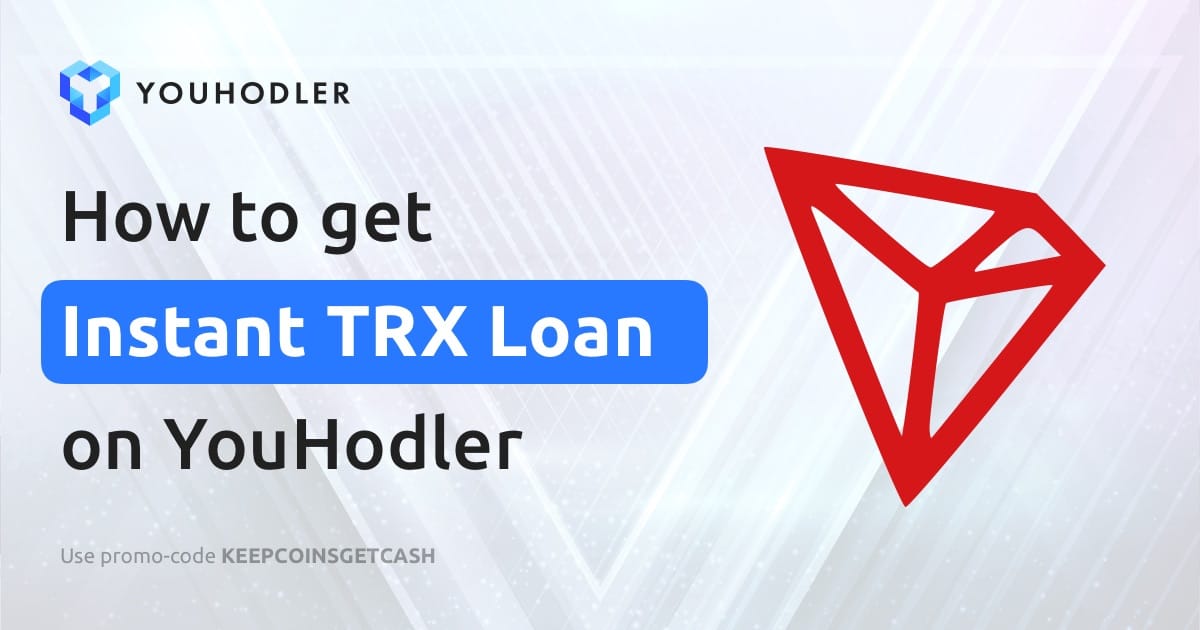 YOUHODLER
How to get
Instant TRX Loan
on YouHodler
Use promo-code KEEPCOINSGETCASH